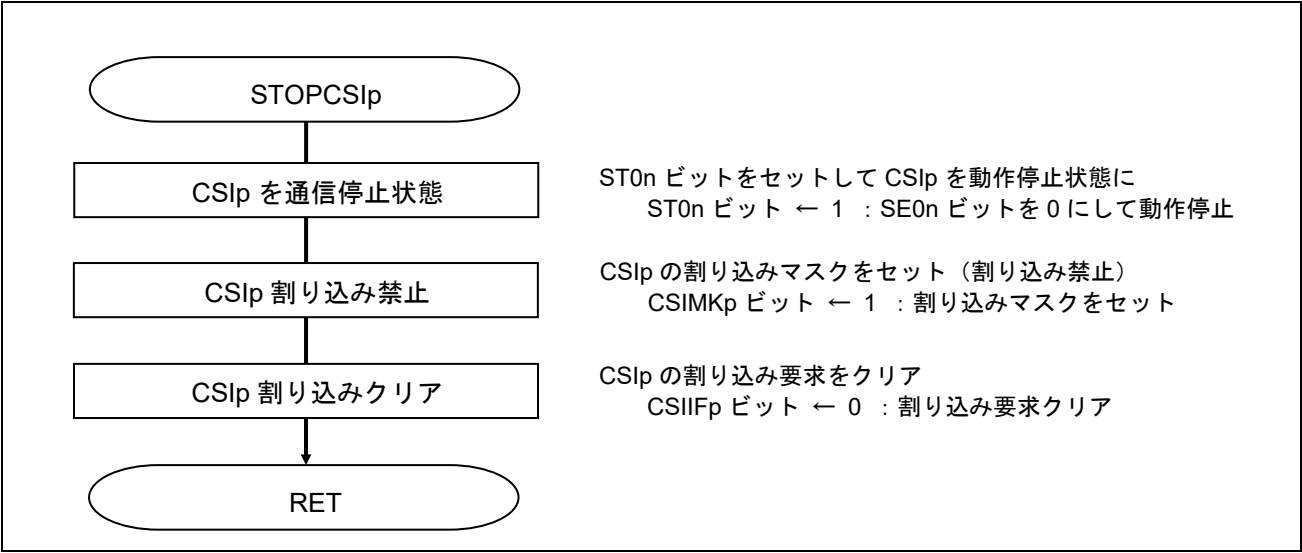 STOPCSIp
CSIp を通信停止状態
ST0n ビットをセットして CSIp を動作停止状態に
ST0n ビット ← 1 ：SE0n ビットを 0 にして動作停止
CSIp 割り込み禁止
CSIp の割り込みマスクをセット（割り込み禁止）
CSIMKp ビット ← 1 ：割り込みマスクをセット
CSIp 割り込みクリア
CSIp の割り込み要求をクリア
CSIIFp ビット ← 0 ：割り込み要求クリア
RET